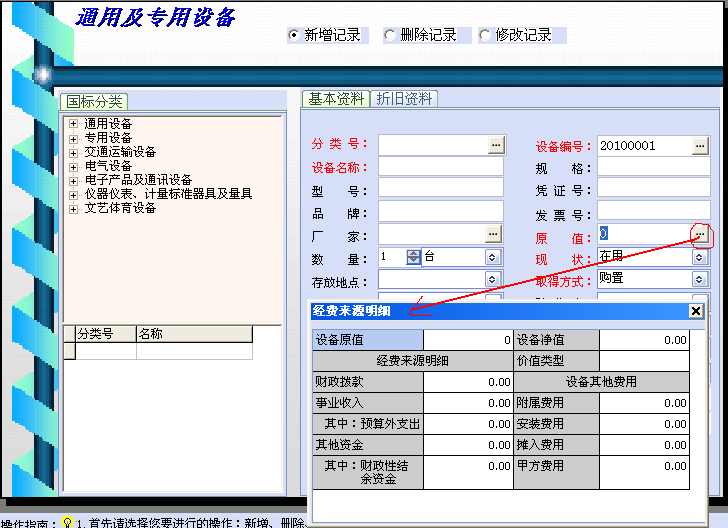 通用及专用设备
新增记录 删除记录 修改记录
国标分类
通用设备
专用设备
交通运输设备
电气设备
电子产品及通讯设备
仪器仪表、计量标准器具及量具
文艺体育设备
分类号 名称
基本资料 折旧资料
分 类 号： ... 设备编号： 20100001 ...
设备名称： 规 格：
型 号： 凭 证 号：
品 牌： 发 票 号：
厂 家： ... 原 值： 0 ...
数 量： 1 台 现 状： 在用
存放地点： 取得方式： 购置
经费来源明细
设备原值 0 设备净值 0.00
经费来源明细 价值类型
财政拨款 0.00 设备其他费用
事业收入 0.00 附属费用 0.00
其中：预算外支出 0.00 安装费用 0.00
其他资金 0.00 摊入费用 0.00
其中：财政性结 0.00 甲方费用 0.00
余资金
操作指南： 1.首先请选择您要进行的操作：新增、删除、